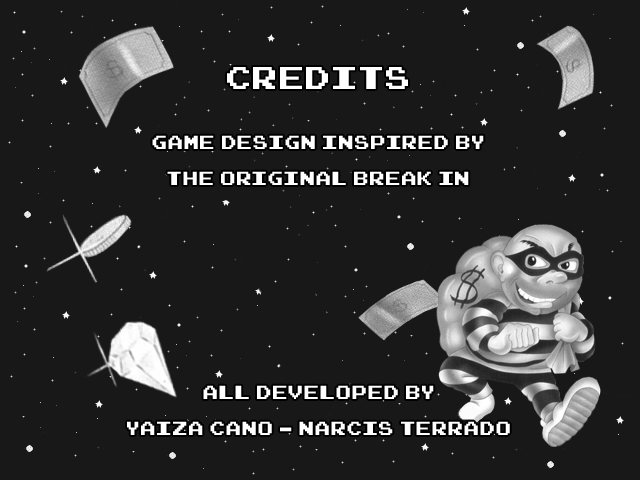 CREDITS
GAME DESIGN INSPIRED BY
THE ORIGINAL BREAK IN
$
$
$
$
ALL DEVELOPED BY
YAIZA CANO - NARCIS TERRADO